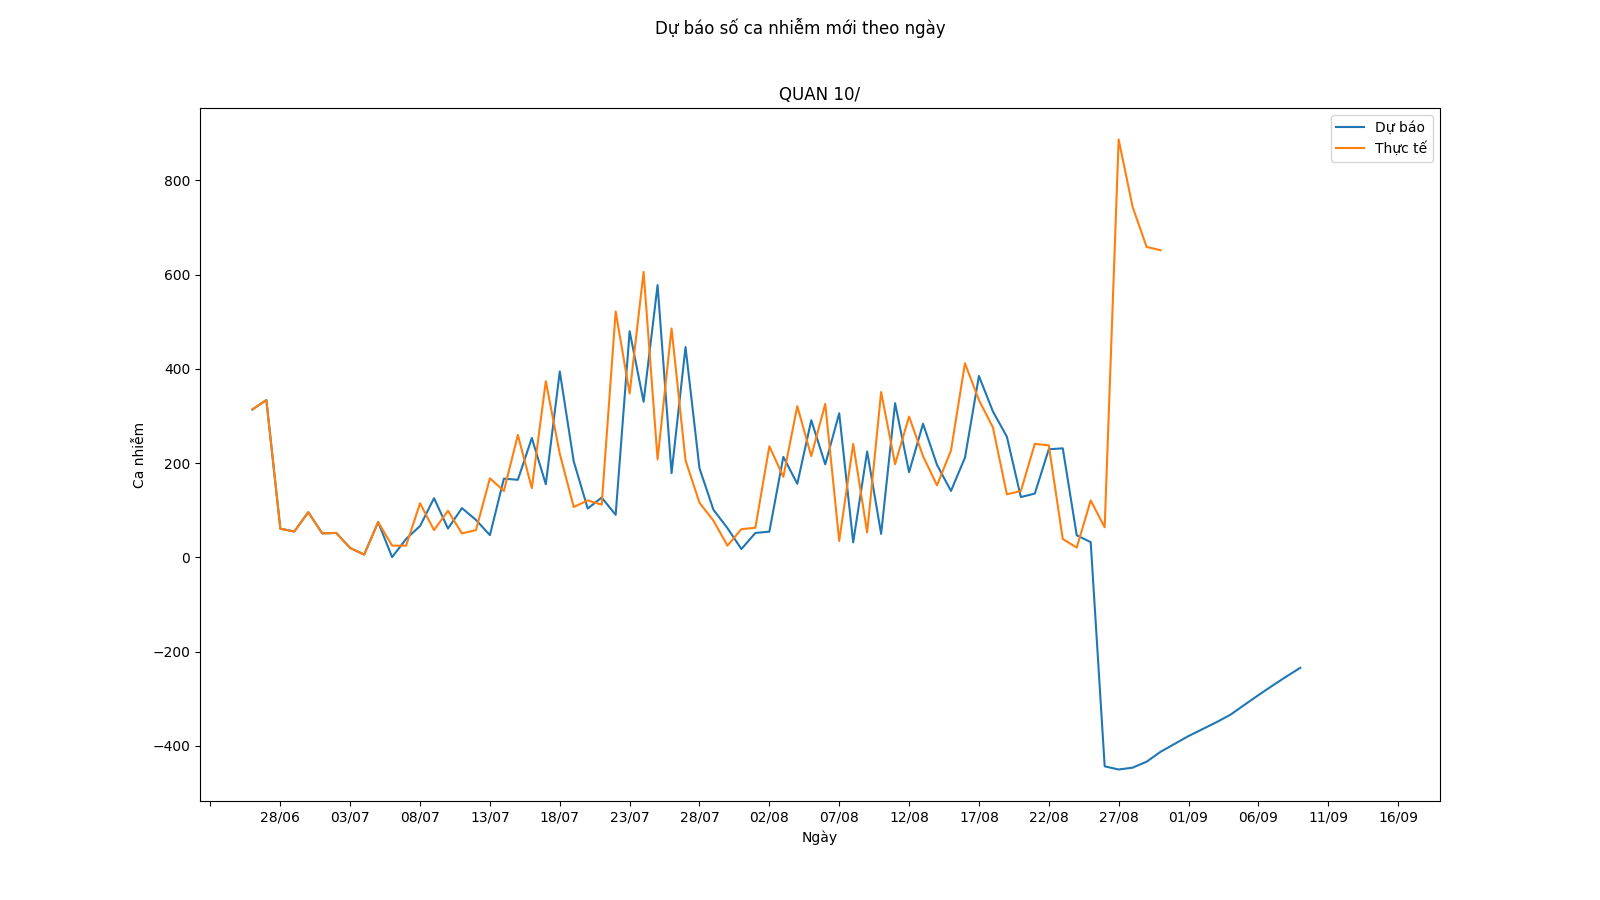 Dự báo số ca nhiễm mới theo ngày
QUAN 10/
Dự báo
Thực tế
800
600
400
200
0
−200
−400
Ca nhiễm
28/06 03/07 08/07 13/07 18/07 23/07 28/07 02/08 07/08 12/08 17/08 22/08 27/08 01/09 06/09 11/09 16/09
Ngày